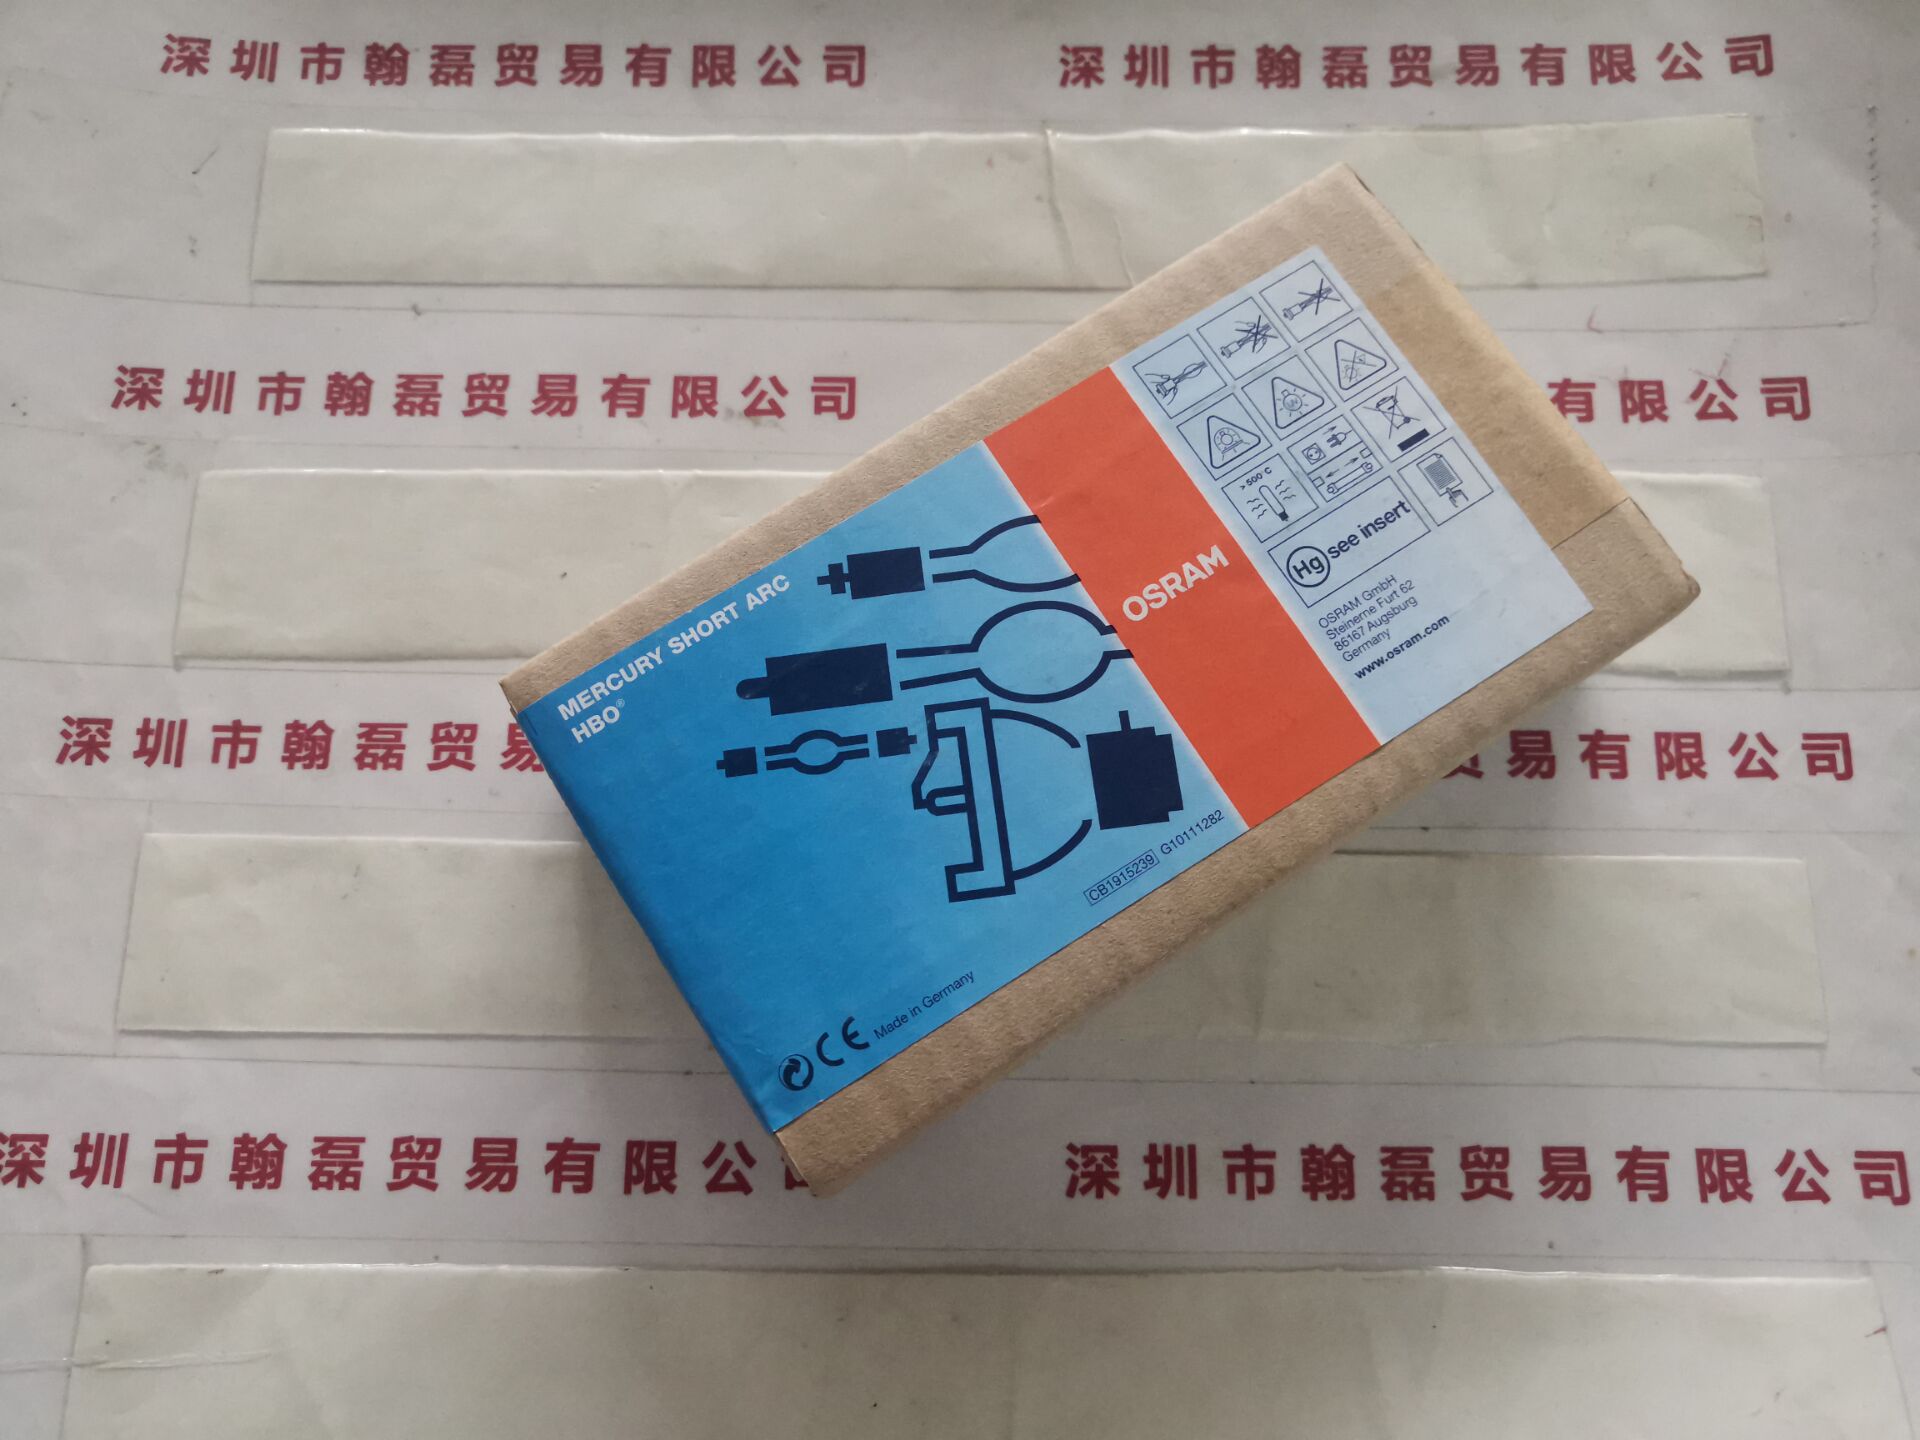 深圳市翰磊贸易有限公司
深圳市翰磊贸易有限公司
深圳市翰磊贸易有限公司
有限公司
深圳市翰磊贸易
贸易有限公司
深圳市翰磊贸易有限公司
深圳市翰磊贸易有限公司
MERCURY SHORT ARC
HBO®
OSRAM
UV
>500°C
Hg see insert
OSRAM GmbH
Steinerne Furt 62
86167 Augsburg
Germany
www.osram.com
CB1915239 G10111282
CE Made in Germany